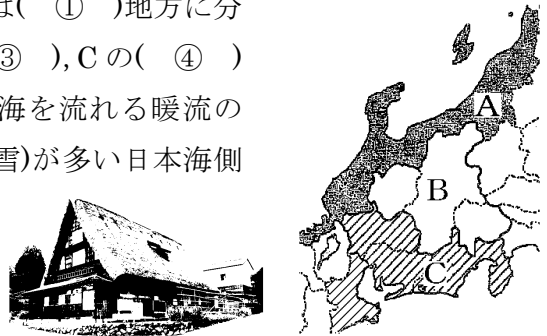 は( ① )地方に分
③ ), C の( ④ )
海を流れる暖流の
雪)が多い日本海側
A
B
C